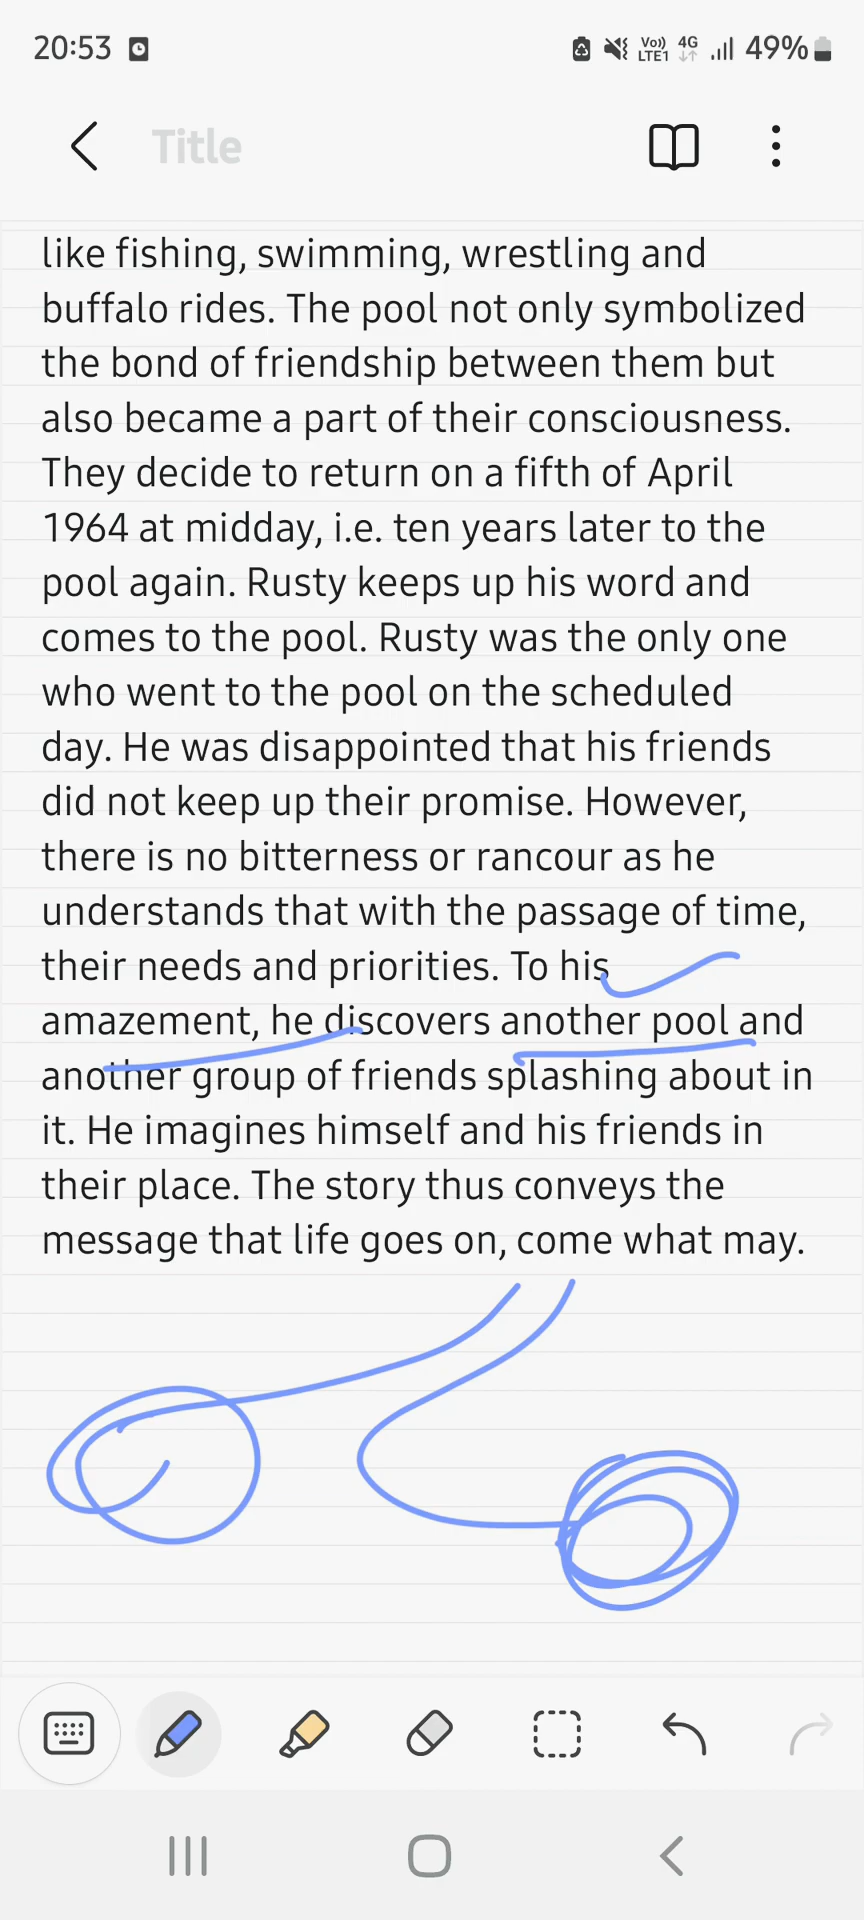 20:53
Vo)) 4G 49%
LTE1
Title
like fishing, swimming, wrestling and
buffalo rides. The pool not only symbolized
the bond of friendship between them but
also became a part of their consciousness.
They decide to return on a fifth of April
1964 at midday, i.e. ten years later to the
pool again. Rusty keeps up his word and
comes to the pool. Rusty was the only one
who went to the pool on the scheduled
day. He was disappointed that his friends
did not keep up their promise. However,
there is no bitterness or rancour as he
understands that with the passage of time,
their needs and priorities. To his
amazement, he discovers another pool and
another group of friends splashing about in
it. He imagines himself and his friends in
their place. The story thus conveys the
message that life goes on, come what may.